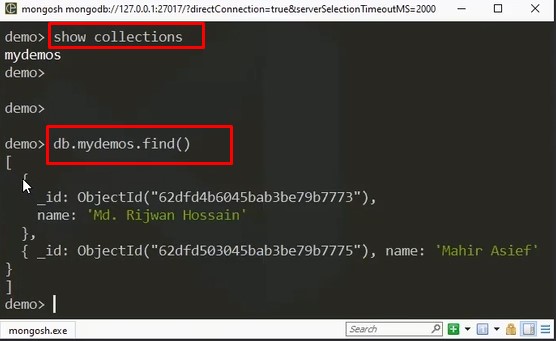 mongosh mongodb://127.0.0.1:27017/?directConnection=true&serverSelectionTimeoutMS=2000
demo> show collections
mydemos
demo>
demo>
demo> db.mydemos.find()
[
{
_id: ObjectId("62dfd4b6045bab3be79b7773"),
name: 'Md. Rijwan Hossain'
},
{ _id: ObjectId("62dfd503045bab3be79b7775"), name: 'Mahir Asief'
}
]
demo>
mongosh.exe
Search